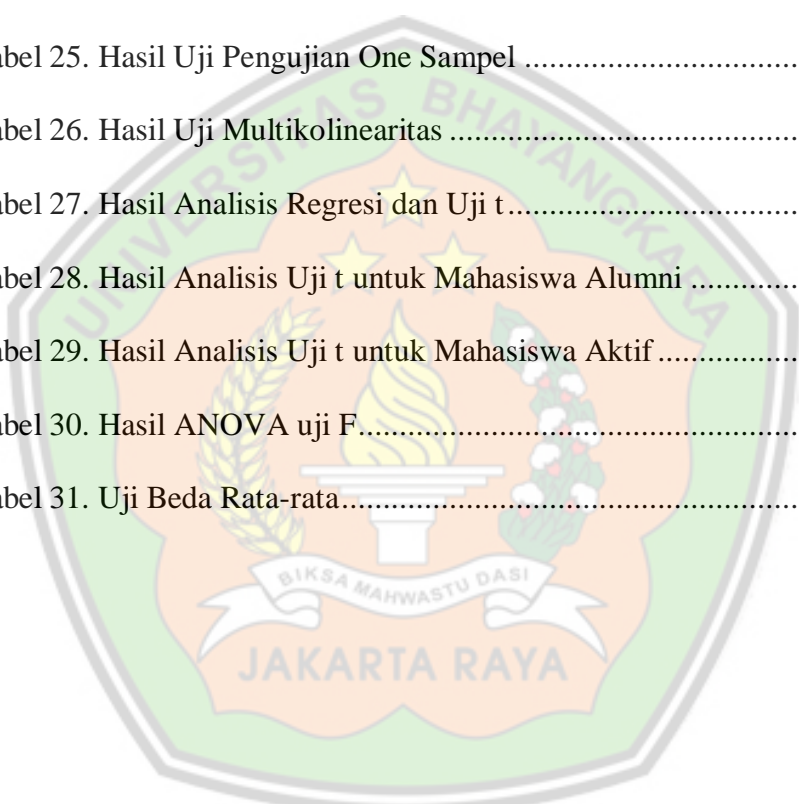 abel 25. Hasil Uji Pengujian One Sampel .................................
abel 26. Hasil Uji Multikolinearitas ..........................................
abel 27. Hasil Analisis Regresi dan Uji t...................................
abel 28. Hasil Analisis Uji t untuk Mahasiswa Alumni .............
abel 29. Hasil Analisis Uji t untuk Mahasiswa Aktif .................
abel 30. Hasil ANOVA uji F.....................................................
abel 31. Uji Beda Rata-rata.......................................................
UNIVERSITAS BHAYANGKARA
BIKSA MAHWASTU DASI
JAKARTA RAYA